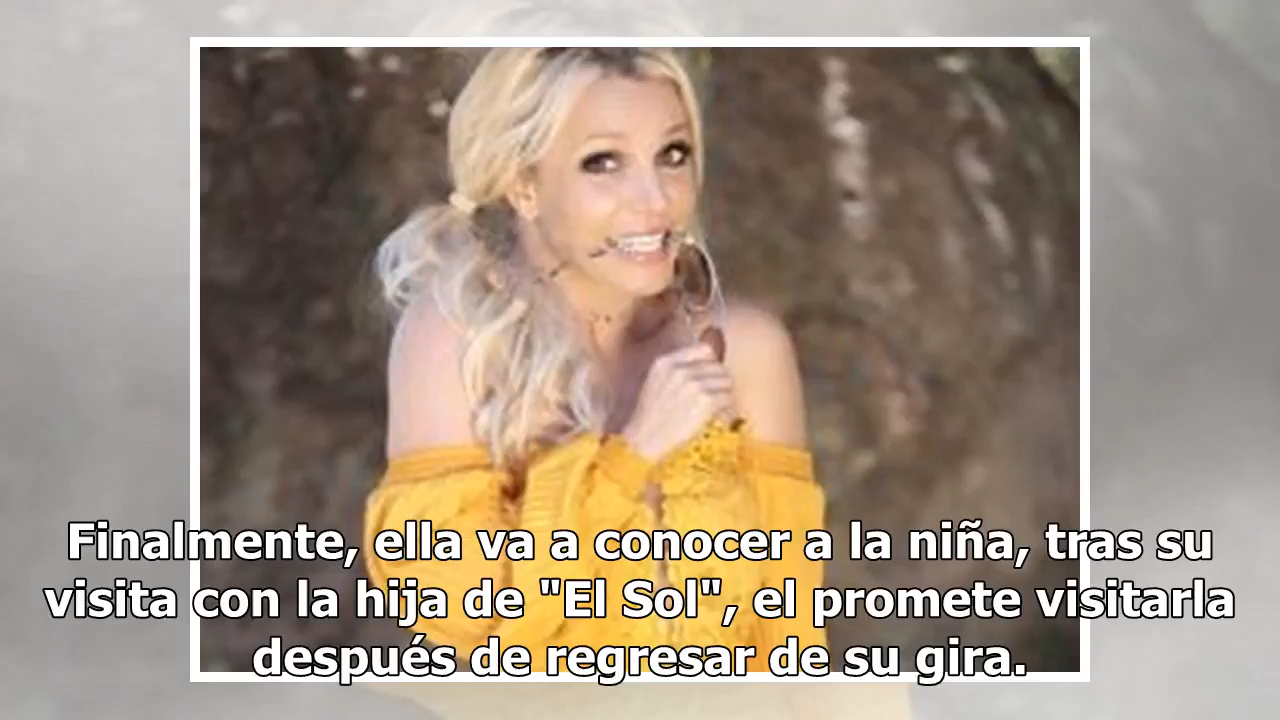 Finalmente, ella va a conocer a la niña, tras su
visita con la hija de "El Sol", el promete visitarla
después de regresar de su gira.